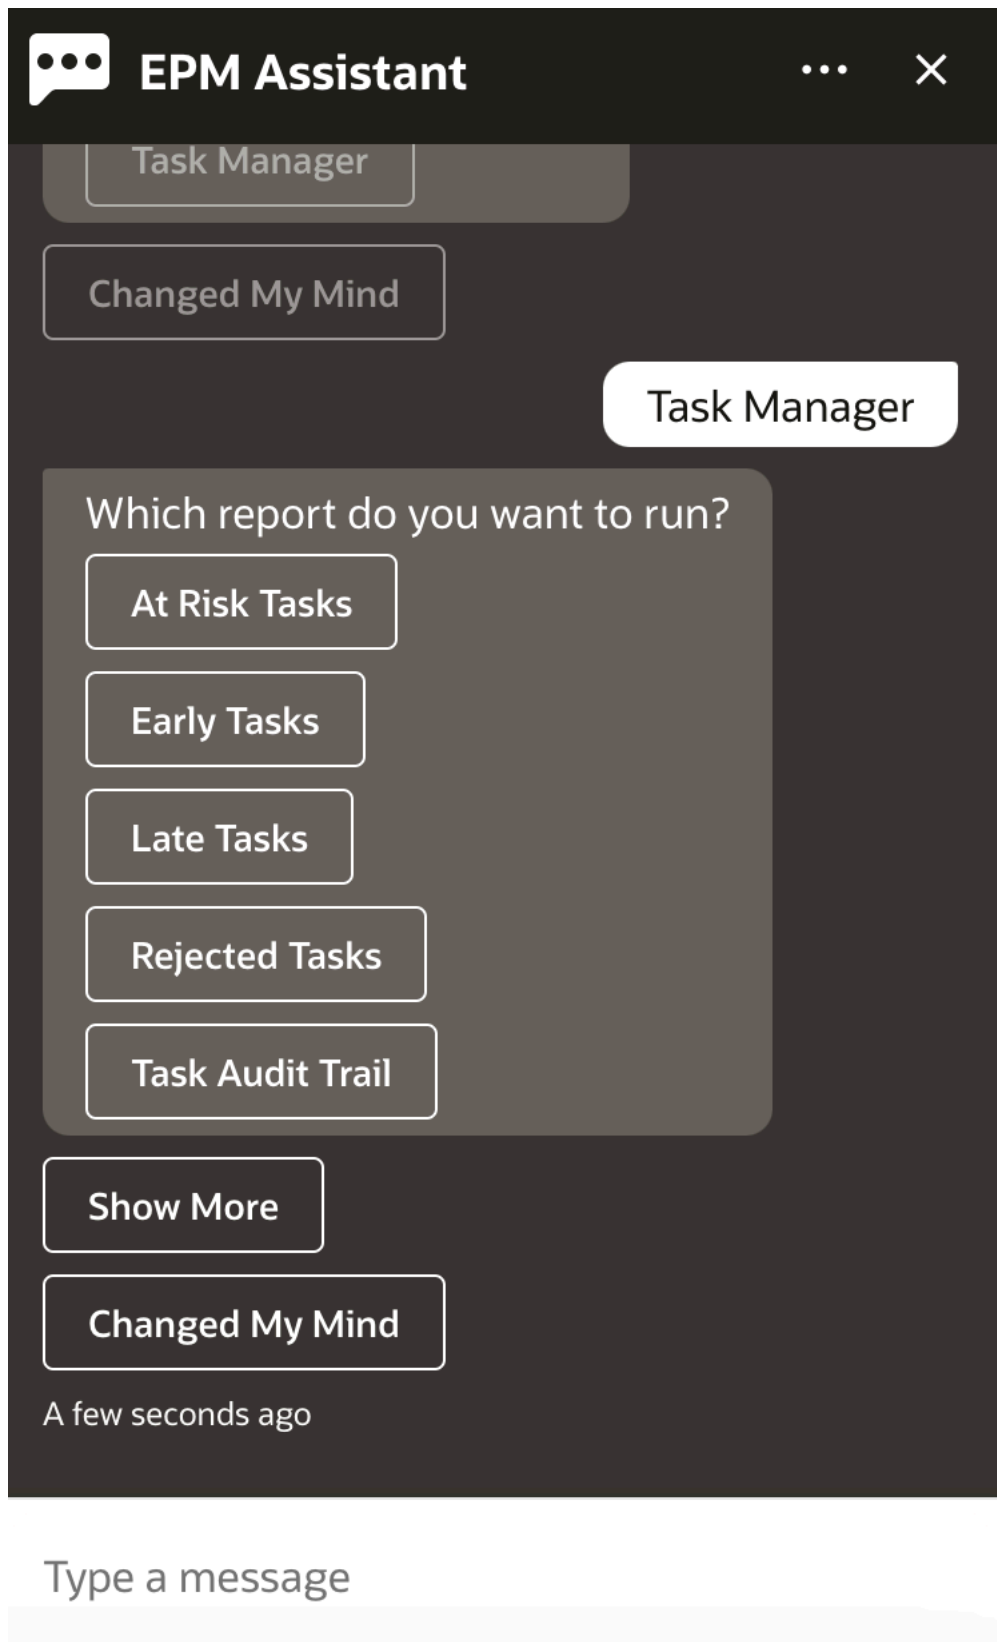 EPM Assistant
Task Manager
Changed My Mind
Task Manager
Which report do you want to run?
At Risk Tasks
Early Tasks
Late Tasks
Rejected Tasks
Task Audit Trail
Show More
Changed My Mind
A few seconds ago
Type a message